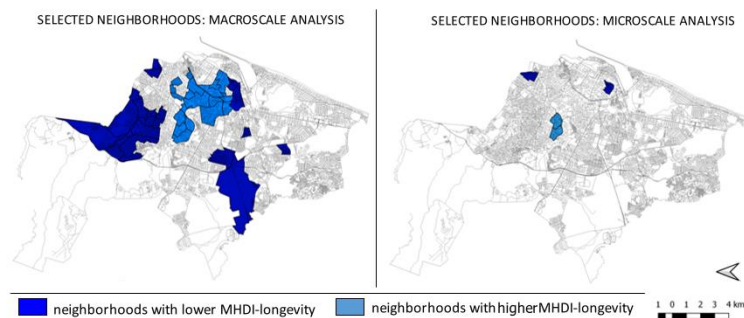 SELECTED NEIGHBORHOODS: MACROSCALE ANALYSIS
SELECTED NEIGHBORHOODS: MICROSCALE ANALYSIS
neighborhoods with lower MHDI-longevity
neighborhoods with higher MHDI-longevity
1 0 1 2 3 4 km